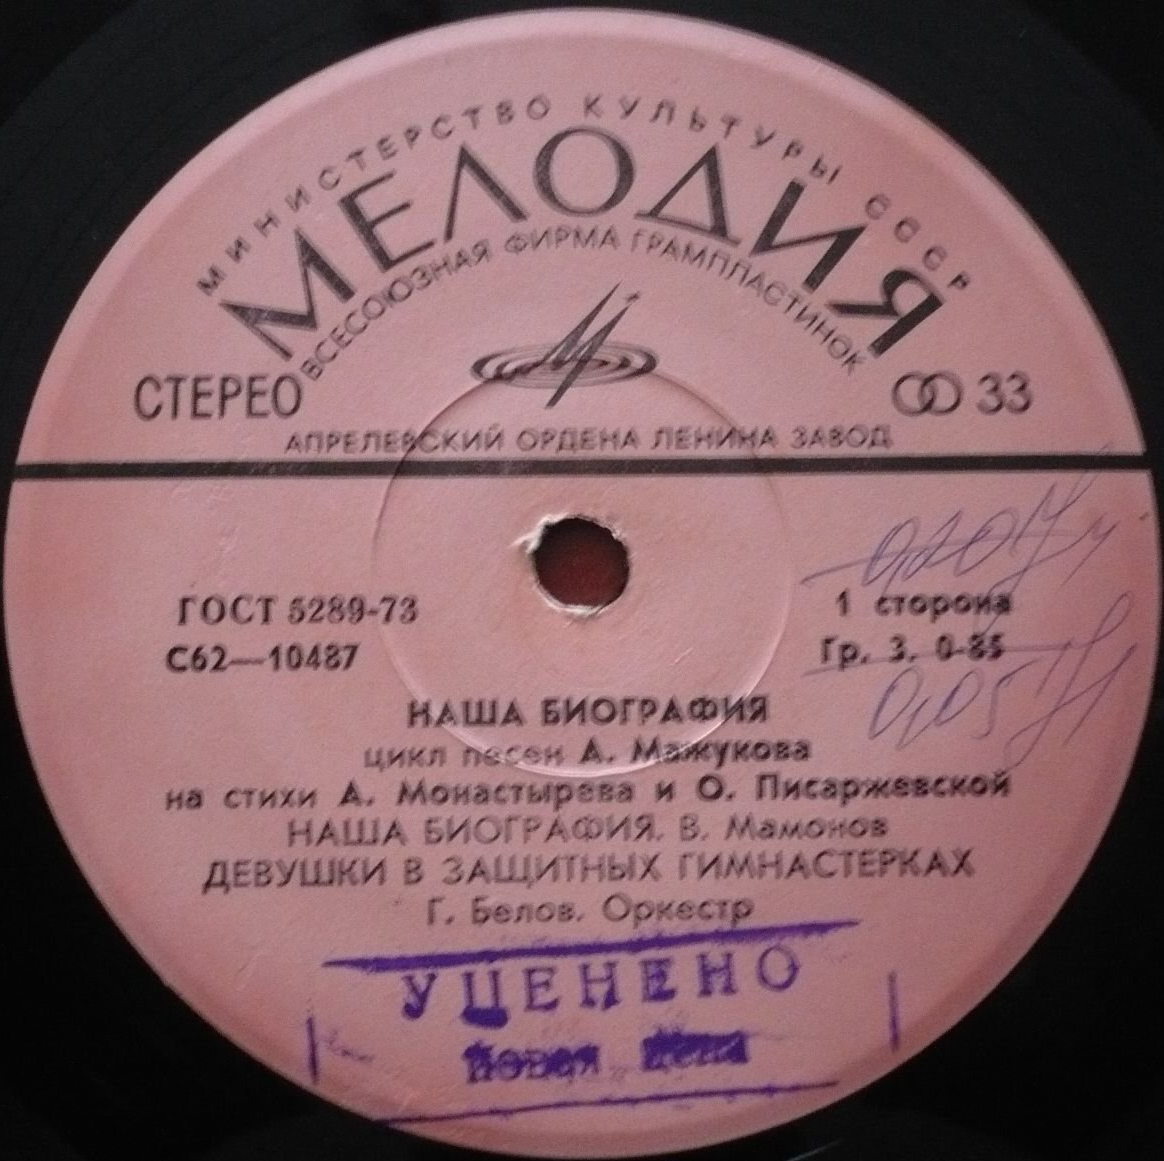 МИНИСТЕРСТВО КУЛЬТУРЫ СССР
МЕЛОДИЯ
ВСЕСОЮЗНАЯ ФИРМА ГРАМПЛАСТИНОК
СТЕРЕО
33
АПРЕЛЕВСКИЙ ОРДЕНА ЛЕНИНА ЗАВОД
ГОСТ 5289-73
1 сторона
С62—10487
Гр. 3. 0-85
НАША БИОГРАФИЯ
цикл песен А. Мажукова
на стихи А. Монастырева и О. Писаржевской
НАША БИОГРАФИЯ. В. Мамонов
ДЕВУШКИ В ЗАЩИТНЫХ ГИМНАСТЕРКАХ
Г. Белов. Оркестр
УЦЕНЕНО
Новая цена